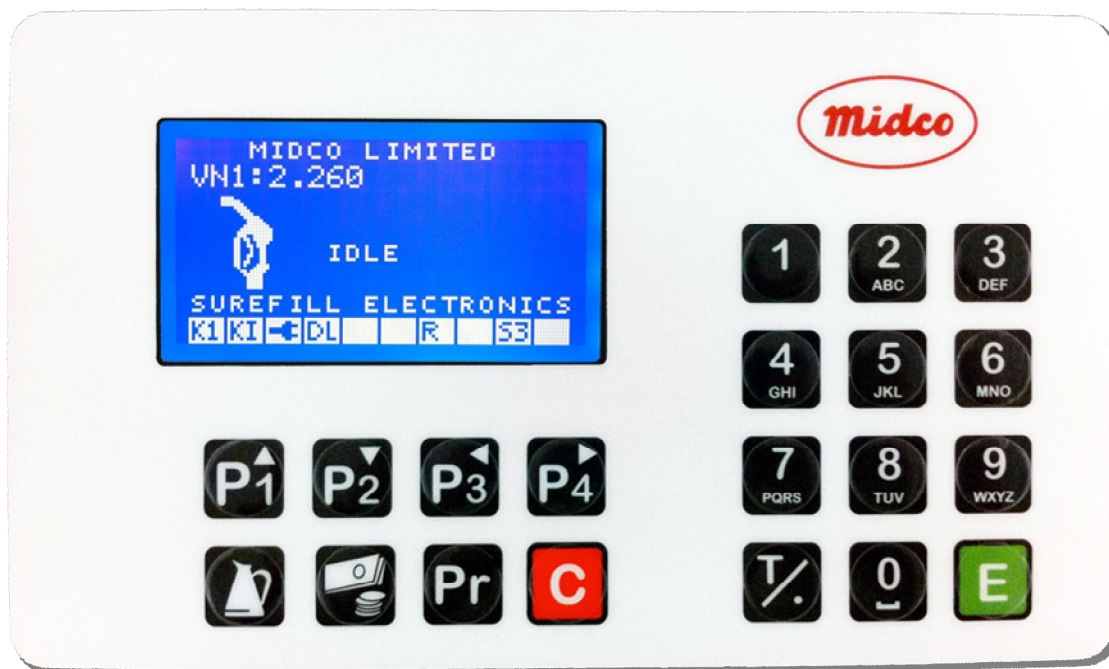 midco
MIDCO LIMITED
VN1:2.260
IDLE
SUREFILL ELECTRONICS
K1 KI DL R S3
1 2 ABC 3 DEF
4 GHI 5 JKL 6 MNO
7 PQRS 8 TUV 9 WXYZ
T/. 0 E
P1 P2 P3 P4
Pr C